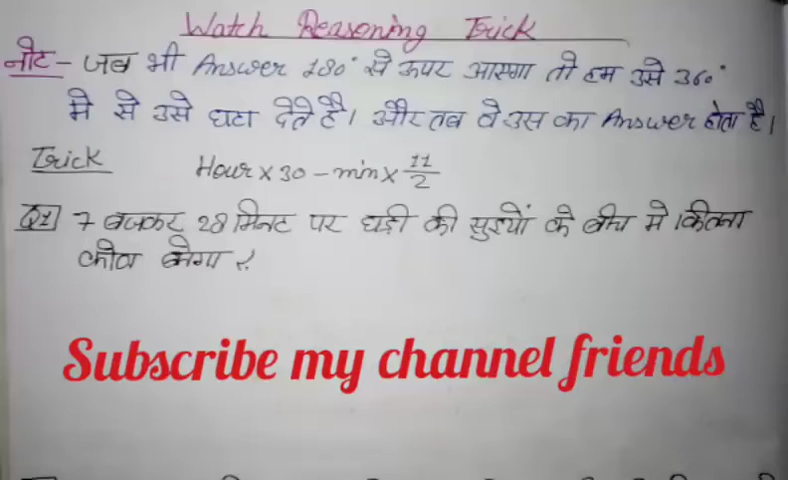 Watch Reasoning Trick
नोट - जब भी Answer 180° से ऊपर आएगा तो हम उसे 360°
मे से उसे घटा देते है। और तब वे उस का Answer होता है।
Trick Hour × 30 - min × 11/2
Q1 7 बजकर 28 मिनट पर घड़ी की सुइयों के बीच मे कितना
कोण बनेगा ?
Subscribe my channel friends